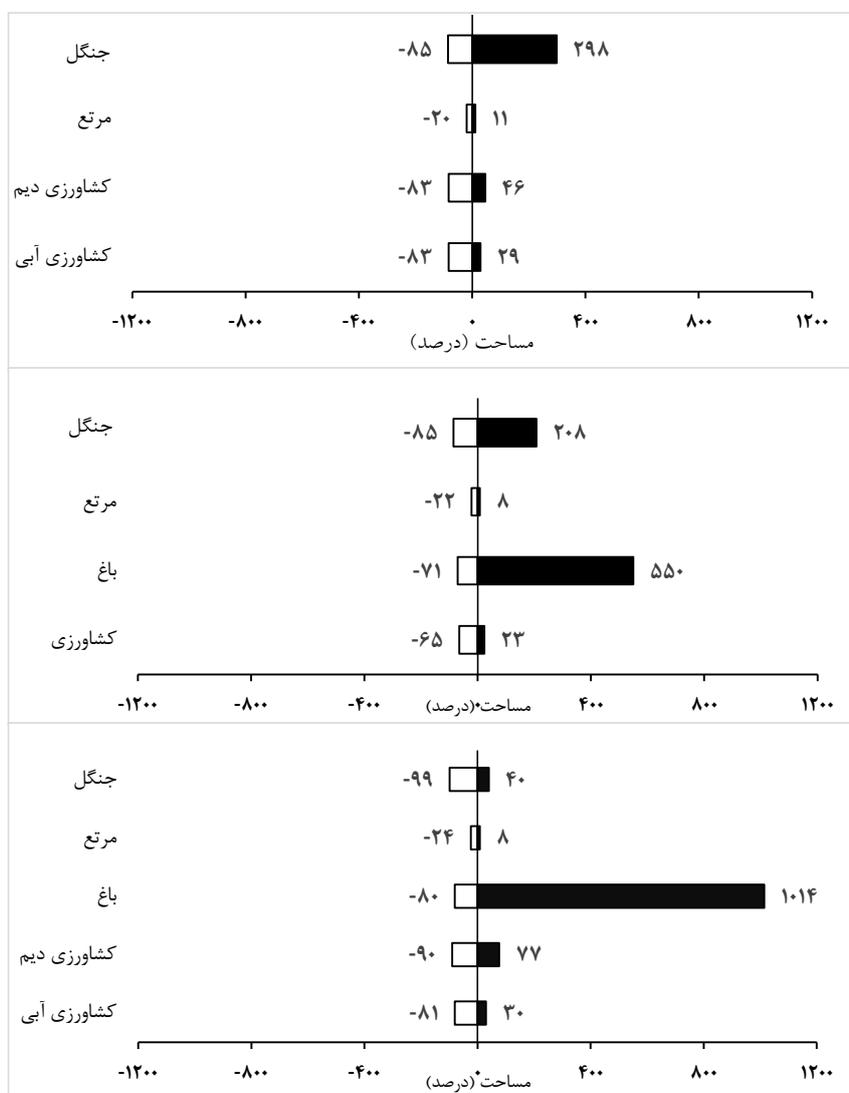 جنگل -۸۵ ۲۹۸
مرتع -۲۰ ۱۱
کشاورزی دیم -۸۳ ۴۶
کشاورزی آبی -۸۳ ۲۹
-۱۲۰۰ -۸۰۰ -۴۰۰ ۰ ۴۰۰ ۸۰۰ ۱۲۰۰
مساحت (درصد)
جنگل -۸۵ ۲۰۸
مرتع -۲۲ ۸
باغ -۷۱ ۵۵۰
کشاورزی -۶۵ ۲۳
-۱۲۰۰ -۸۰۰ -۴۰۰ ۰ ۴۰۰ ۸۰۰ ۱۲۰۰
مساحت (درصد)
جنگل -۹۹ ۴۰
مرتع -۲۴ ۸
باغ -۸۰ ۱۰۱۴
کشاورزی دیم -۹۰ ۷۷
کشاورزی آبی -۸۱ ۳۰
-۱۲۰۰ -۸۰۰ -۴۰۰ ۰ ۴۰۰ ۸۰۰ ۱۲۰۰
مساحت (درصد)